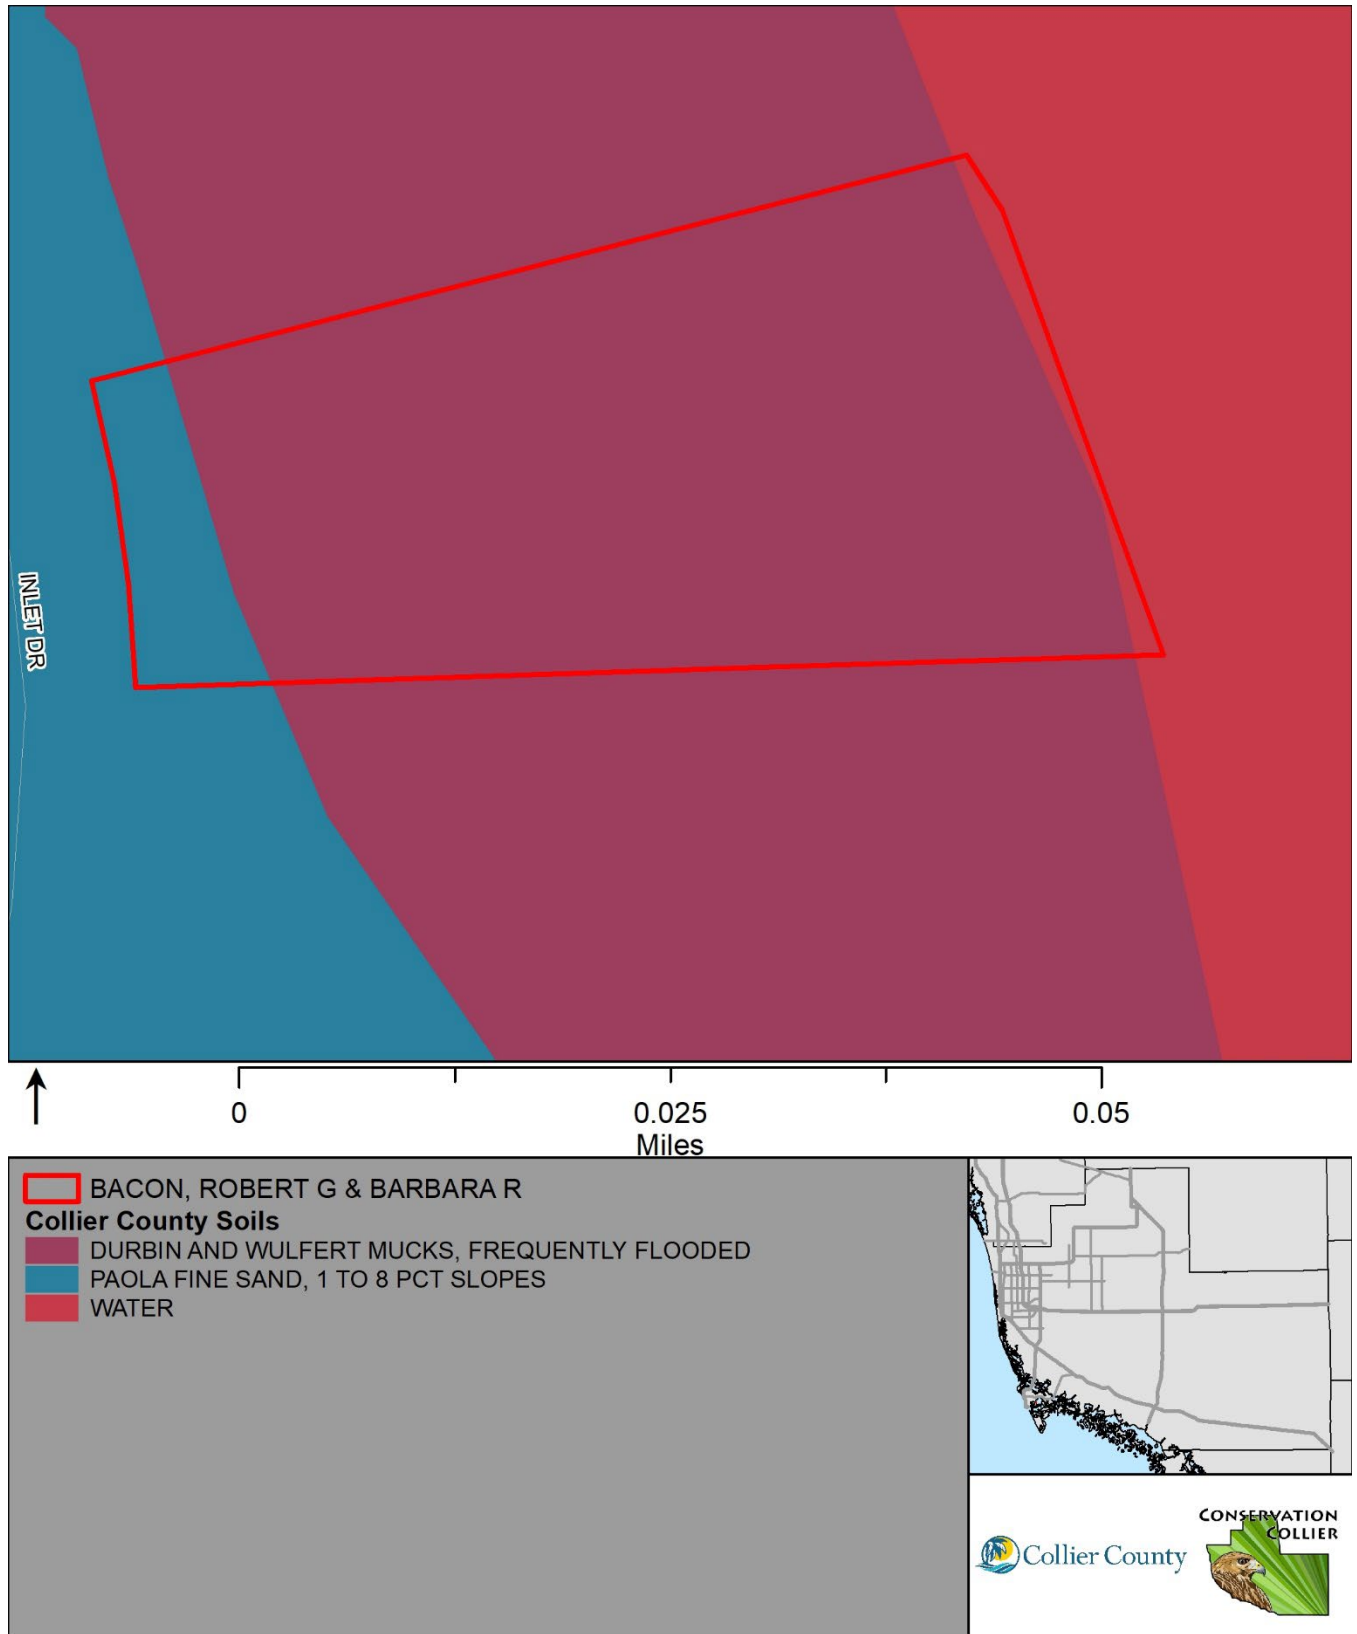 INLET DR
0 0.025 0.05
Miles
BACON, ROBERT G & BARBARA R
Collier County Soils
DURBIN AND WULFERT MUCKS, FREQUENTLY FLOODED
PAOLA FINE SAND, 1 TO 8 PCT SLOPES
WATER
CONSERVATION
COLLIER
Collier County